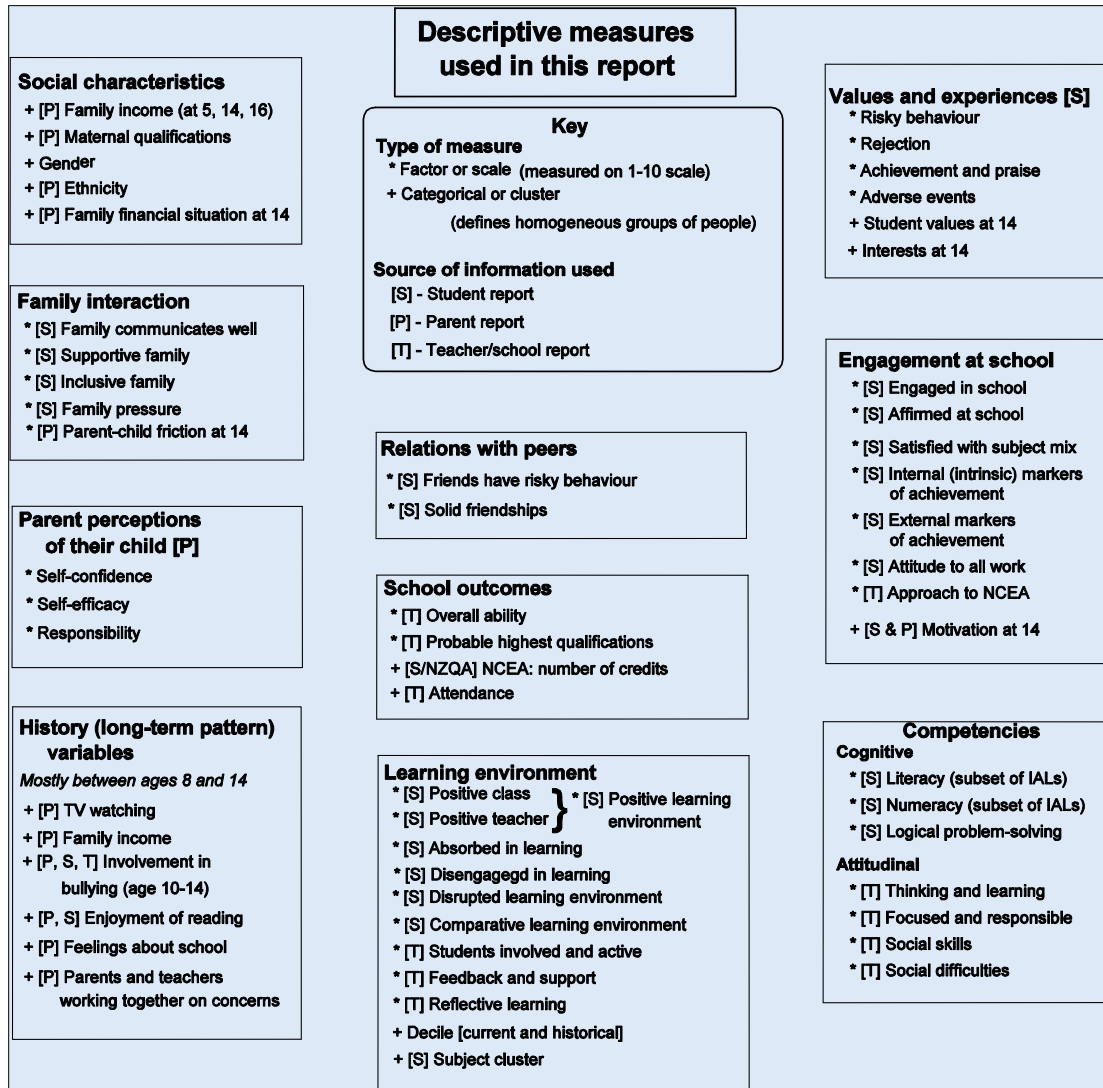 Descriptive measures
used in this report
Social characteristics
+ [P] Family income (at 5, 14, 16)
+ [P] Maternal qualifications
+ Gender
+ [P] Ethnicity
+ [P] Family financial situation at 14
Family interaction
* [S] Family communicates well
* [S] Supportive family
* [S] Inclusive family
* [S] Family pressure
* [P] Parent-child friction at 14
Parent perceptions
of their child [P]
* Self-confidence
* Self-efficacy
* Responsibility
History (long-term pattern)
variables
Mostly between ages 8 and 14
+ [P] TV watching
+ [P] Family income
+ [P, S, T] Involvement in
bullying (age 10-14)
+ [P, S] Enjoyment of reading
+ [P] Feelings about school
+ [P] Parents and teachers
working together on concerns
Key
Type of measure
* Factor or scale (measured on 1-10 scale)
+ Categorical or cluster
(defines homogeneous groups of people)
Source of information used
[S] - Student report
[P] - Parent report
[T] - Teacher/school report
Relations with peers
* [S] Friends have risky behaviour
* [S] Solid friendships
School outcomes
* [T] Overall ability
* [T] Probable highest qualifications
+ [S/NZQA] NCEA: number of credits
+ [T] Attendance
Learning environment
* [S] Positive class
* [S] Positive teacher
} * [S] Positive learning
environment
* [S] Absorbed in learning
* [S] Disengagegd in learning
* [S] Disrupted learning environment
* [S] Comparative learning environment
* [T] Students involved and active
* [T] Feedback and support
* [T] Reflective learning
+ Decile [current and historical]
+ [S] Subject cluster
Values and experiences [S]
* Risky behaviour
* Rejection
* Achievement and praise
* Adverse events
+ Student values at 14
+ Interests at 14
Engagement at school
* [S] Engaged in school
* [S] Affirmed at school
* [S] Satisfied with subject mix
* [S] Internal (intrinsic) markers
of achievement
* [S] External markers
of achievement
* [S] Attitude to all work
* [T] Approach to NCEA
+ [S & P] Motivation at 14
Competencies
Cognitive
* [S] Literacy (subset of IALs)
* [S] Numeracy (subset of IALs)
* [S] Logical problem-solving
Attitudinal
* [T] Thinking and learning
* [T] Focused and responsible
* [T] Social skills
* [T] Social difficulties